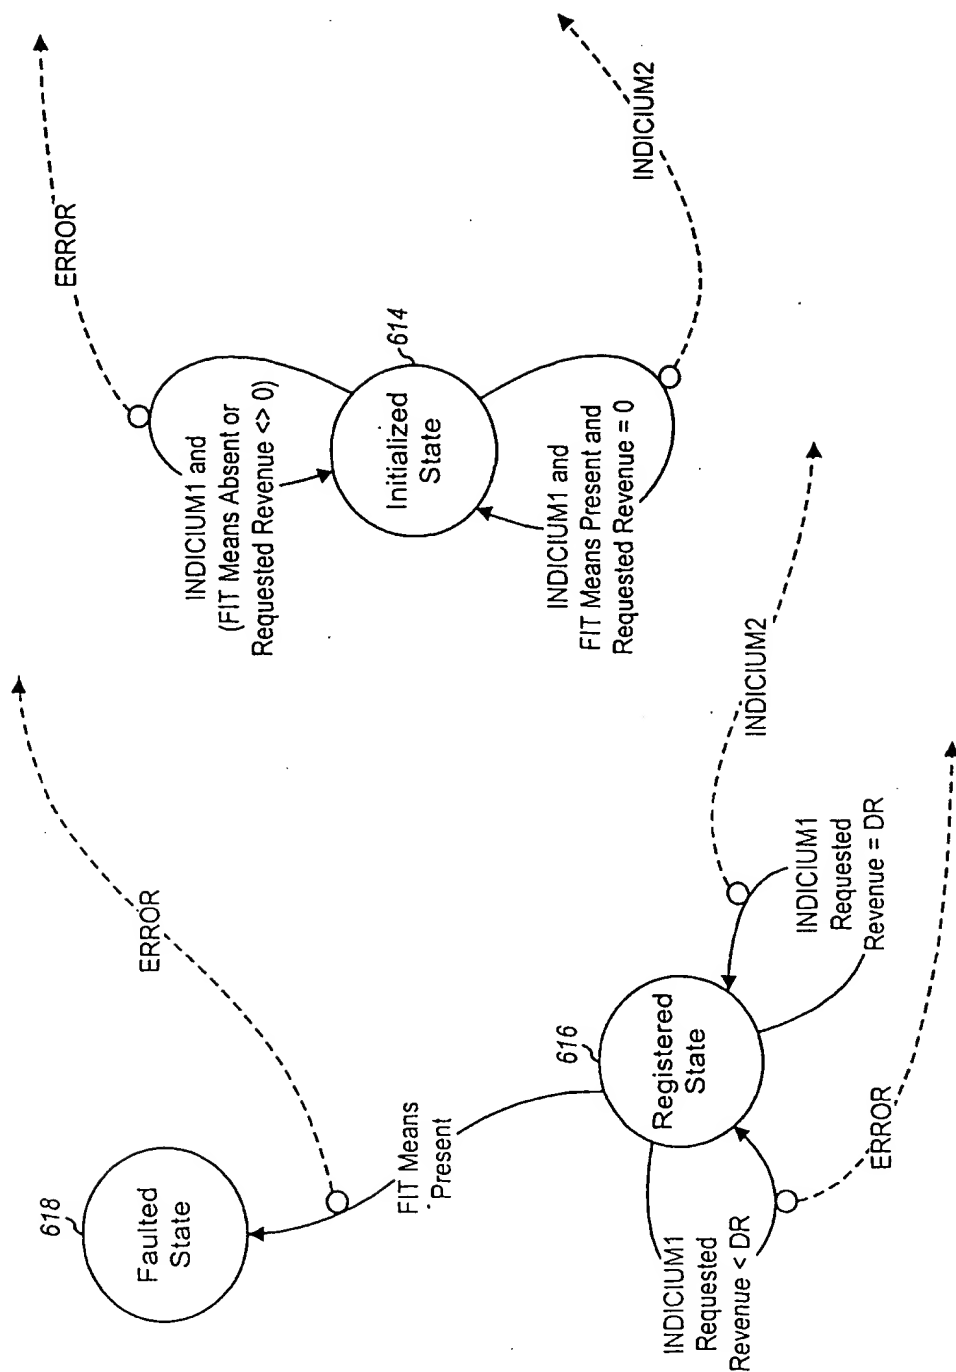 618
Faulted
State
ERROR
FIT Means
Present
616
Registered
State
INDICIUM1
Requested
Revenue < DR
ERROR
INDICIUM1
Requested
Revenue = DR
INDICIUM2
ERROR
INDICIUM1 and
(FIT Means Absent or
Requested Revenue <> 0)
614
Initialized
State
INDICIUM1 and
FIT Means Present and
Requested Revenue = 0
INDICIUM2